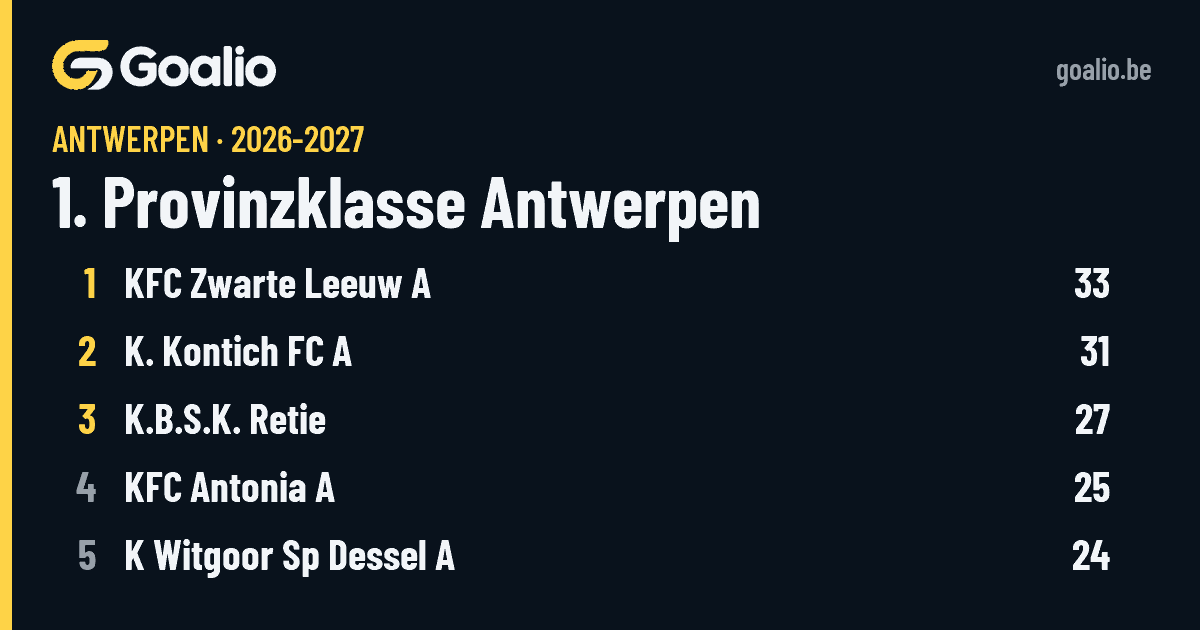 Goalio
goalio.be
ANTWERPEN · 2026-2027
1. Provinzklasse Antwerpen
1 KFC Zwarte Leeuw A 33
2 K. Kontich FC A 31
3 K.B.S.K. Retie 27
4 KFC Antonia A 25
5 K Witgoor Sp Dessel A 24